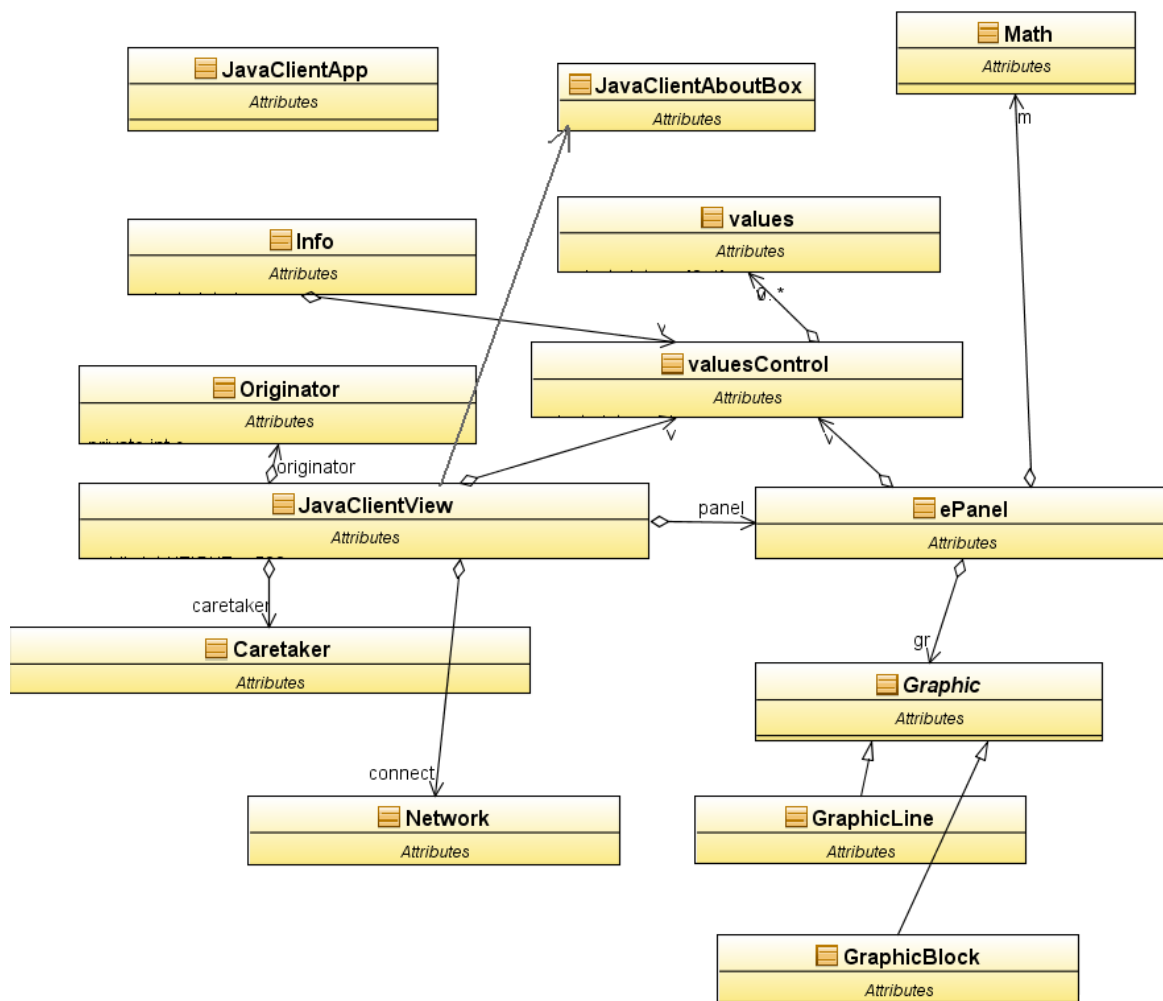 Math
Attributes
JavaClientApp
Attributes
JavaClientAboutBox
Attributes
m
values
Attributes
Info
Attributes
0..*
v
valuesControl
Attributes
Originator
Attributes
originator
v
v
JavaClientView
Attributes
panel
ePanel
Attributes
caretaker
Caretaker
Attributes
gr
Graphic
Attributes
connect
Network
Attributes
GraphicLine
Attributes
GraphicBlock
Attributes